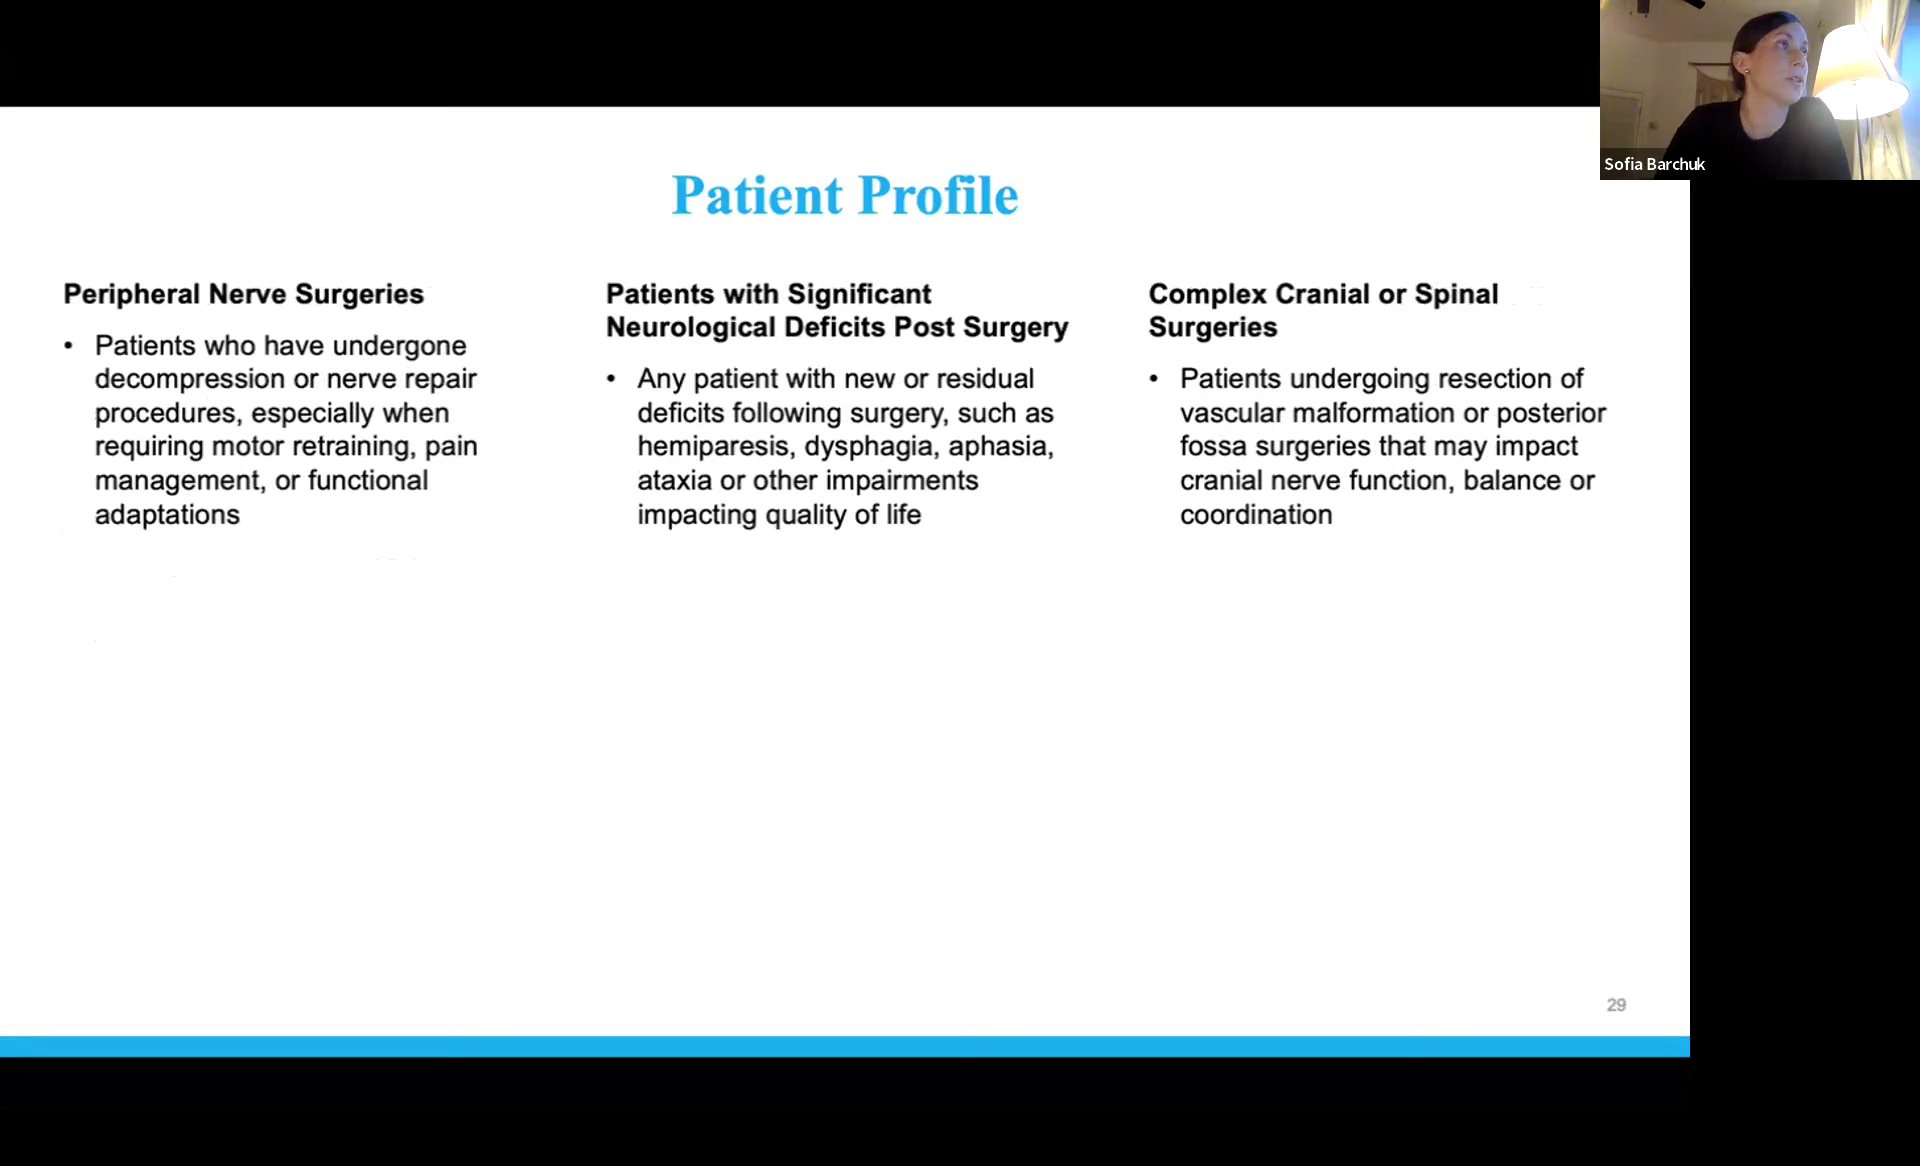 Sofia Barchuk
Patient Profile
Peripheral Nerve Surgeries
• Patients who have undergone
decompression or nerve repair
procedures, especially when
requiring motor retraining, pain
management, or functional
adaptations
Patients with Significant
Neurological Deficits Post Surgery
• Any patient with new or residual
deficits following surgery, such as
hemiparesis, dysphagia, aphasia,
ataxia or other impairments
impacting quality of life
Complex Cranial or Spinal
Surgeries
• Patients undergoing resection of
vascular malformation or posterior
fossa surgeries that may impact
cranial nerve function, balance or
coordination
29